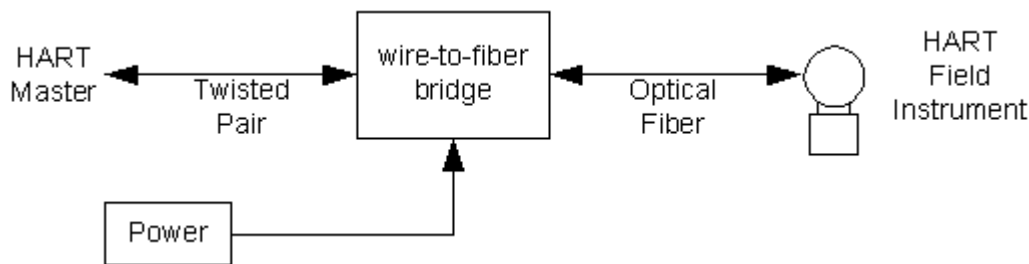 HART
Master
Twisted
Pair
wire-to-fiber
bridge
Optical
Fiber
HART
Field
Instrument
Power